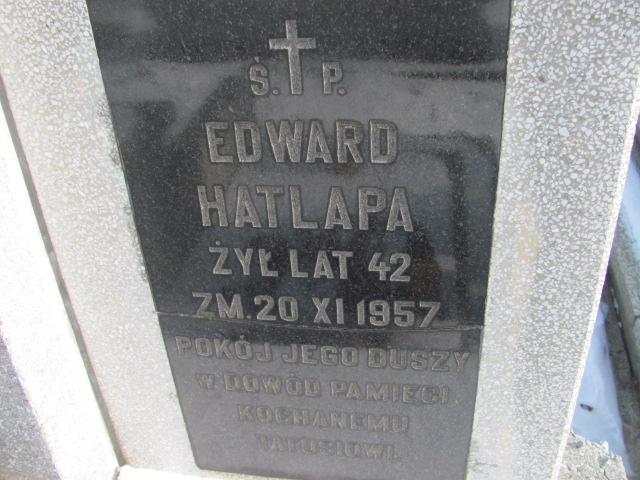 Ś. P.
EDWARD
HATLAPA
ŻYŁ LAT 42
ZM. 20 XI 1957
POKÓJ JEGO DUSZY
W DOWÓD PAMIĘCI
KOCHANEMU
TATUSIOWI.